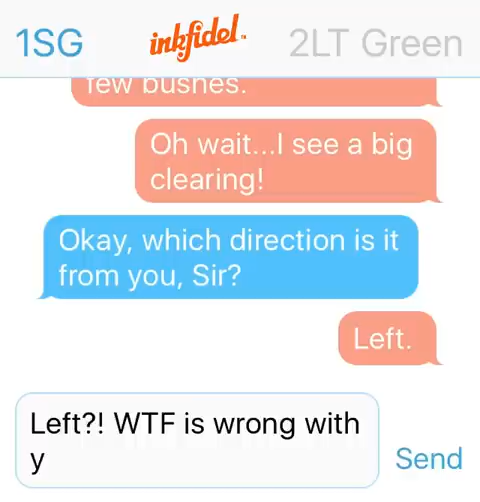 1SG inkfidel 2LT Green
few bushes.
Oh wait...I see a big
clearing!
Okay, which direction is it
from you, Sir?
Left.
Left?! WTF is wrong with
y
Send